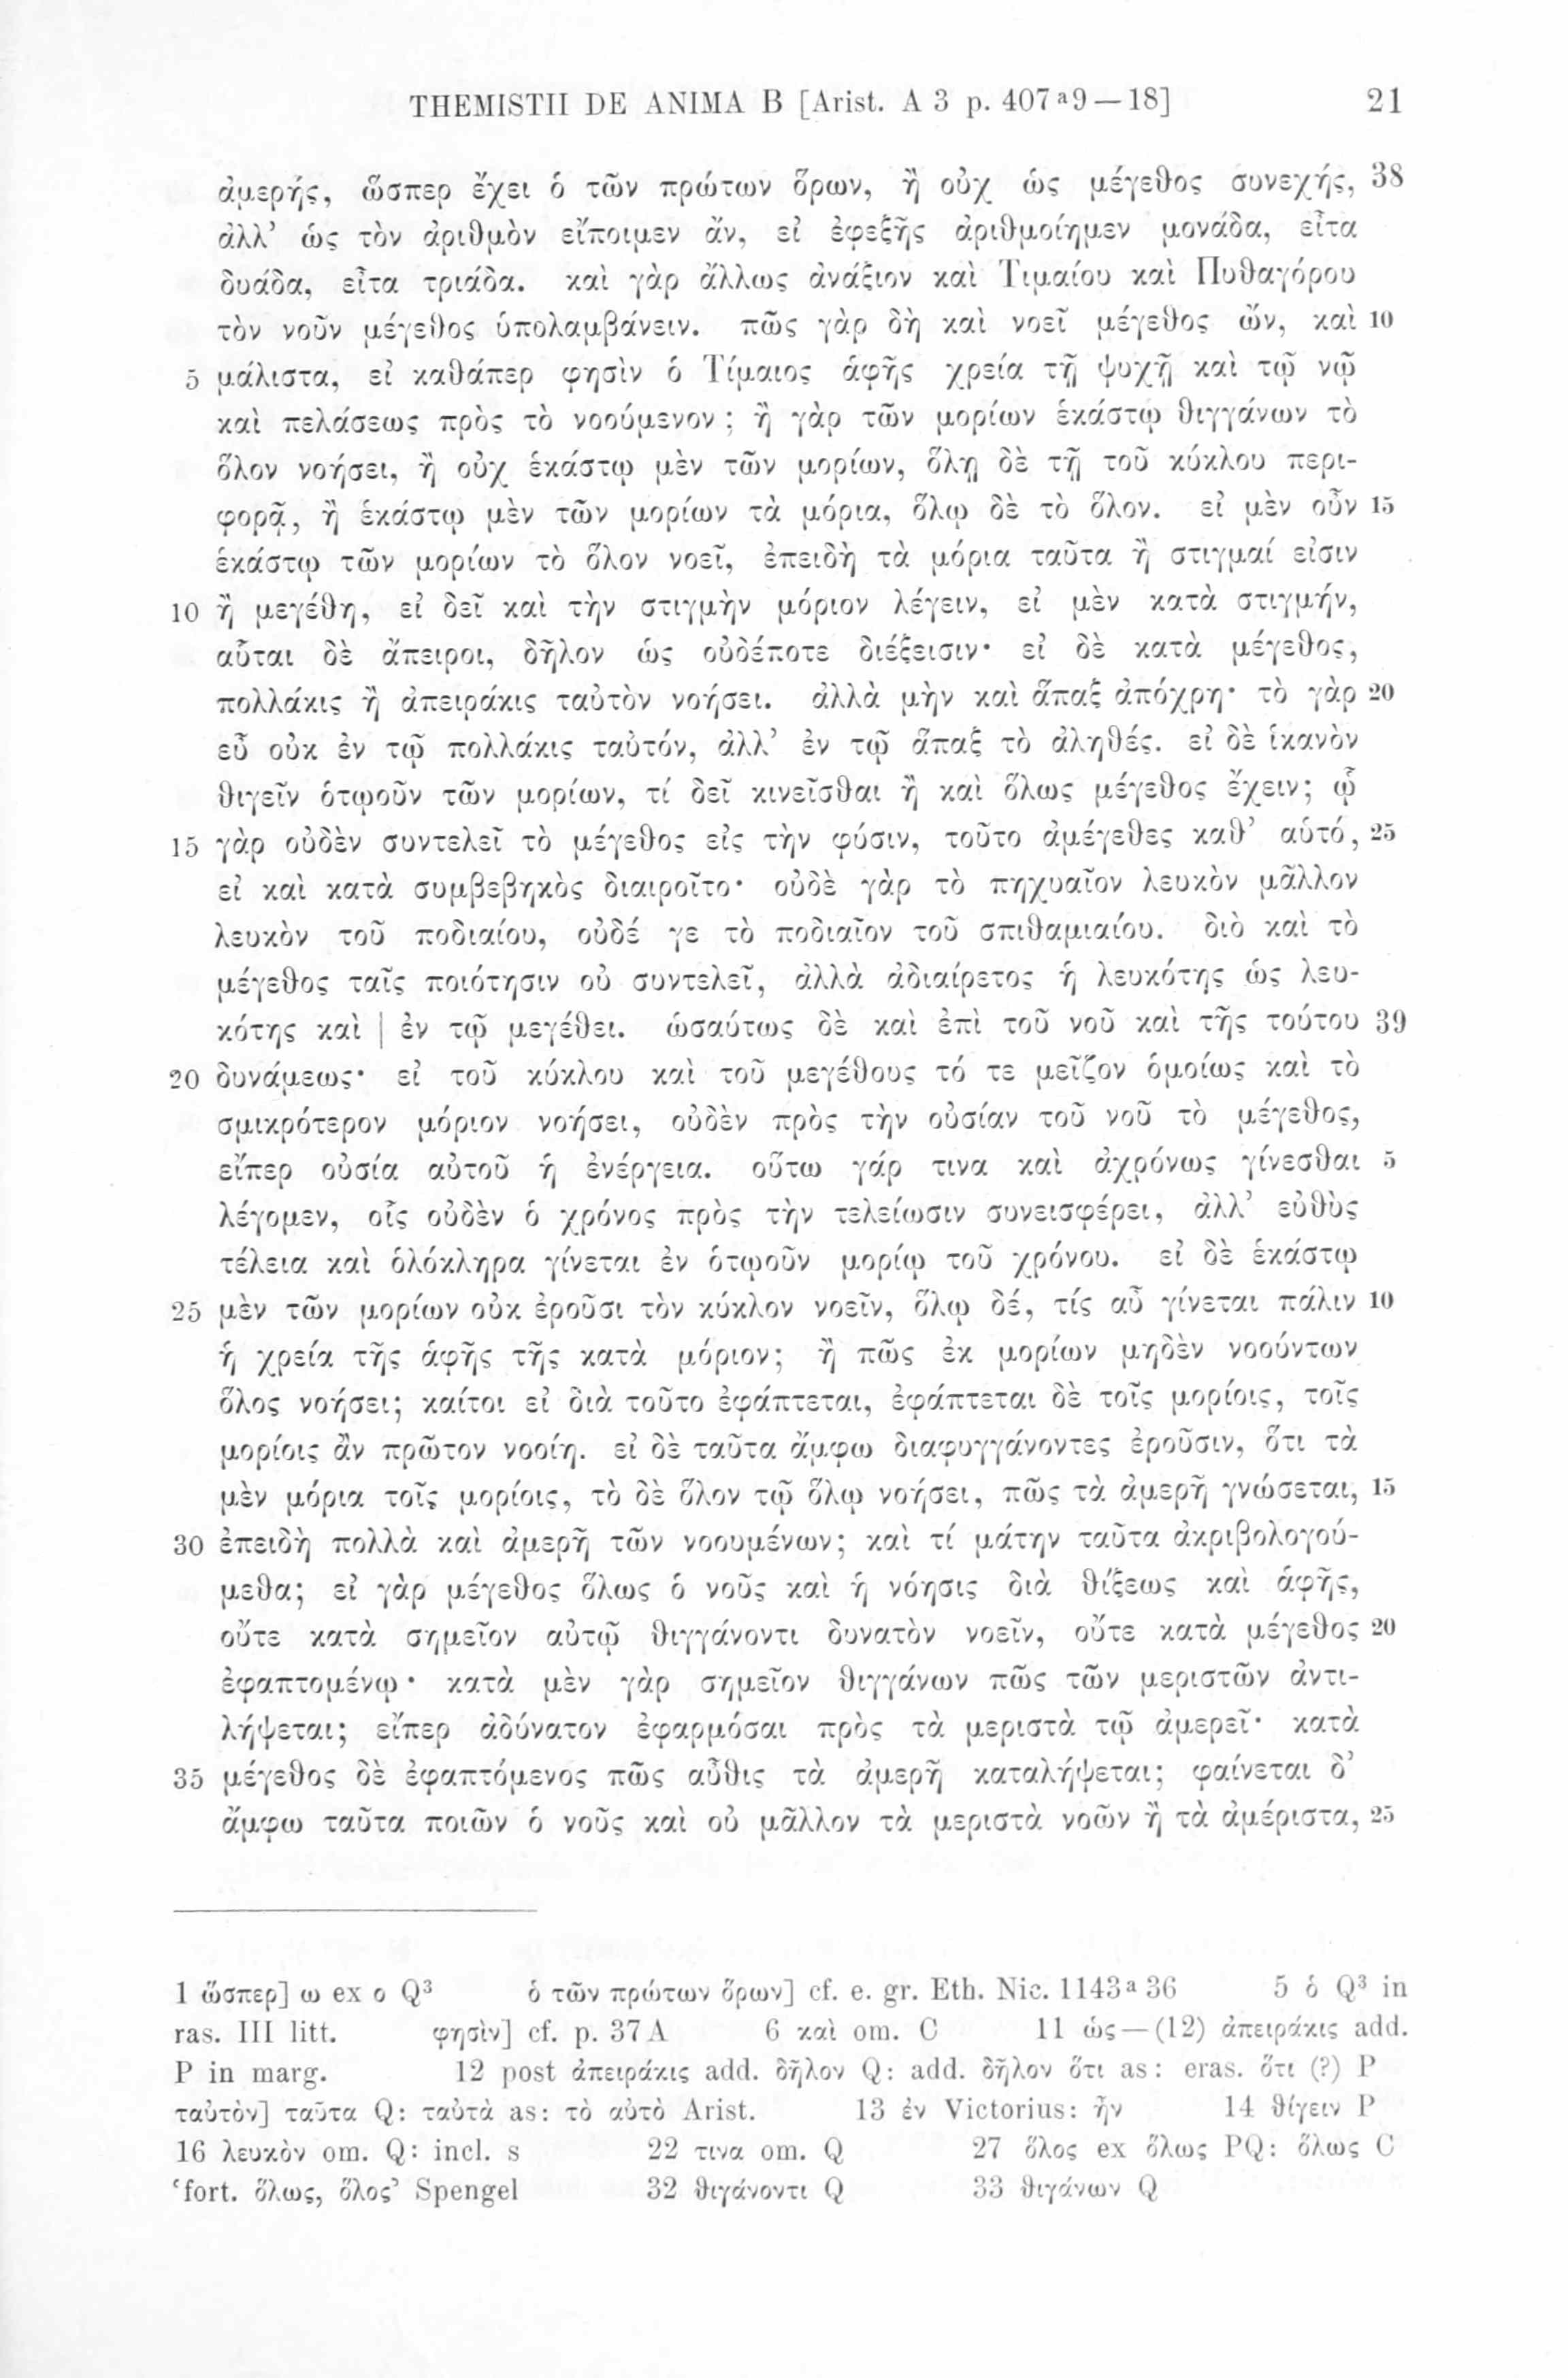 THEMISTII DE ANIMA B [Arist. A 3 p. 407ᵃ9—18] 21
ἀμερής, ὥσπερ ἔχει ὁ τῶν πρώτων ὅρων, ἢ οὐχ ὡς μέγεθος συνεχής, 38
ἀλλ’ ὡς τὸν ἀριθμὸν εἴποιμεν ἄν, εἰ ἐφεξῆς ἀριθμοίημεν μονάδα, εἶτα
δυάδα, εἶτα τριάδα. καὶ γὰρ ἄλλως ἀνάξιον καὶ Τιμαίου καὶ Πυθαγόρου
τὸν νοῦν μέγεθος ὑπολαμβάνειν. πῶς γὰρ δὴ καὶ νοεῖ μέγεθος ὤν, καὶ 10
5 μάλιστα, εἰ καθάπερ φησὶν ὁ Τίμαιος ἁφῆς χρεία τῇ ψυχῇ καὶ τῷ νῷ
καὶ πελάσεως πρὸς τὸ νοούμενον; ἢ γὰρ τῶν μορίων ἑκάστῳ θιγγάνων τὸ
ὅλον νοήσει, ἢ οὐχ ἑκάστῳ μὲν τῶν μορίων, ὅλῃ δὲ τῇ τοῦ κύκλου περι-
φορᾷ, ἢ ἑκάστῳ μὲν τῶν μορίων τὰ μόρια, ὅλῳ δὲ τὸ ὅλον. εἰ μὲν οὖν 15
ἑκάστῳ τῶν μορίων τὸ ὅλον νοεῖ, ἐπειδὴ τὰ μόρια ταῦτα ἢ στιγμαί εἰσιν
10 ἢ μεγέθη, εἰ δεῖ καὶ τὴν στιγμὴν μόριον λέγειν, εἰ μὲν κατὰ στιγμήν,
αὗται δὲ ἄπειροι, δῆλον ὡς οὐδέποτε διέξεισιν· εἰ δὲ κατὰ μέγεθος,
πολλάκις ἢ ἀπειράκις ταὐτὸν νοήσει. ἀλλὰ μὴν καὶ ἅπαξ ἀπόχρη· τὸ γὰρ 20
εὖ οὐκ ἐν τῷ πολλάκις ταὐτόν, ἀλλ’ ἐν τῷ ἅπαξ τὸ ἀληθές. εἰ δὲ ἱκανὸν
θιγεῖν ὁτῳοῦν τῶν μορίων, τί δεῖ κινεῖσθαι ἢ καὶ ὅλως μέγεθος ἔχειν; ᾧ
15 γὰρ οὐδὲν συντελεῖ τὸ μέγεθος εἰς τὴν φύσιν, τοῦτο ἀμέγεθες καθ’ αὑτό, 25
εἰ καὶ κατὰ συμβεβηκὸς διαιροῖτο· οὐδὲ γὰρ τὸ πηχυαῖον λευκὸν μᾶλλον
λευκὸν τοῦ ποδιαίου, οὐδέ γε τὸ ποδιαῖον τοῦ σπιθαμιαίου. διὸ καὶ τὸ
μέγεθος ταῖς ποιότησιν οὐ συντελεῖ, ἀλλὰ ἀδιαίρετος ἡ λευκότης ὡς λευ-
κότης καὶ | ἐν τῷ μεγέθει. ὡσαύτως δὲ καὶ ἐπὶ τοῦ νοῦ καὶ τῆς τούτου 39
20 δυνάμεως· εἰ τοῦ κύκλου καὶ τοῦ μεγέθους τό τε μεῖζον ὁμοίως καὶ τὸ
σμικρότερον μόριον νοήσει, οὐδὲν πρὸς τὴν οὐσίαν τοῦ νοῦ τὸ μέγεθος,
εἴπερ οὐσία αὐτοῦ ἡ ἐνέργεια. οὕτω γάρ τινα καὶ ἀχρόνως γίνεσθαι 5
λέγομεν, οἷς οὐδὲν ὁ χρόνος πρὸς τὴν τελείωσιν συνεισφέρει, ἀλλ’ εὐθὺς
τέλεια καὶ ὁλόκληρα γίνεται ἐν ὁτῳοῦν μορίῳ τοῦ χρόνου. εἰ δὲ ἑκάστῳ
25 μὲν τῶν μορίων οὐκ ἐροῦσι τὸν κύκλον νοεῖν, ὅλῳ δέ, τίς αὖ γίνεται πάλιν 10
ἡ χρεία τῆς ἁφῆς τῆς κατὰ μόριον; ἢ πῶς ἐκ μορίων μηδὲν νοούντων
ὅλος νοήσει; καίτοι εἰ διὰ τοῦτο ἐφάπτεται, ἐφάπτεται δὲ τοῖς μορίοις, τοῖς
μορίοις ἂν πρῶτον νοοίη. εἰ δὲ ταῦτα ἄμφω διαφυγγάνοντες ἐροῦσιν, ὅτι τὰ
μὲν μόρια τοῖς μορίοις, τὸ δὲ ὅλον τῷ ὅλῳ νοήσει, πῶς τὰ ἀμερῆ γνώσεται, 15
30 ἐπειδὴ πολλὰ καὶ ἀμερῆ τῶν νοουμένων; καὶ τί μάτην ταῦτα ἀκριβολογού-
μεθα; εἰ γὰρ μέγεθος ὅλως ὁ νοῦς καὶ ἡ νόησις διὰ θίξεως καὶ ἁφῆς,
οὔτε κατὰ σημεῖον αὐτῷ θιγγάνοντι δυνατὸν νοεῖν, οὔτε κατὰ μέγεθος 20
ἐφαπτομένῳ· κατὰ μὲν γὰρ σημεῖον θιγγάνων πῶς τῶν μεριστῶν ἀντι-
λήψεται; εἴπερ ἀδύνατον ἐφαρμόσαι πρὸς τὰ μεριστὰ τῷ ἀμερεῖ· κατὰ
35 μέγεθος δὲ ἐφαπτόμενος πῶς αὖθις τὰ ἀμερῆ καταλήψεται; φαίνεται δ’
ἄμφω ταῦτα ποιῶν ὁ νοῦς καὶ οὐ μᾶλλον τὰ μεριστὰ νοῶν ἢ τὰ ἀμέριστα, 25
1 ὥσπερ] ω ex ο Q³ ὁ τῶν πρώτων ὅρων] cf. e. gr. Eth. Nic. 1143ᵃ36 5 ὁ Q³ in
ras. III litt. φησὶν] cf. p. 37 A 6 καὶ om. C 11 ὡς—(12) ἀπειράκις add.
P in marg. 12 post ἀπειράκις add. δῆλον Q: add. δῆλον ὅτι as: eras. ὅτι (?) P
ταὐτὸν] ταῦτα Q: ταὐτὰ as: τὸ αὐτὸ Arist. 13 ἐν Victorius: ἦν 14 θίγειν P
16 λευκὸν om. Q: incl. s 22 τινα om. Q 27 ὅλος ex ὅλως PQ: ὅλως C
‘fort. ὅλως, ὅλος’ Spengel 32 θιγάνοντι Q 33 θιγάνων Q